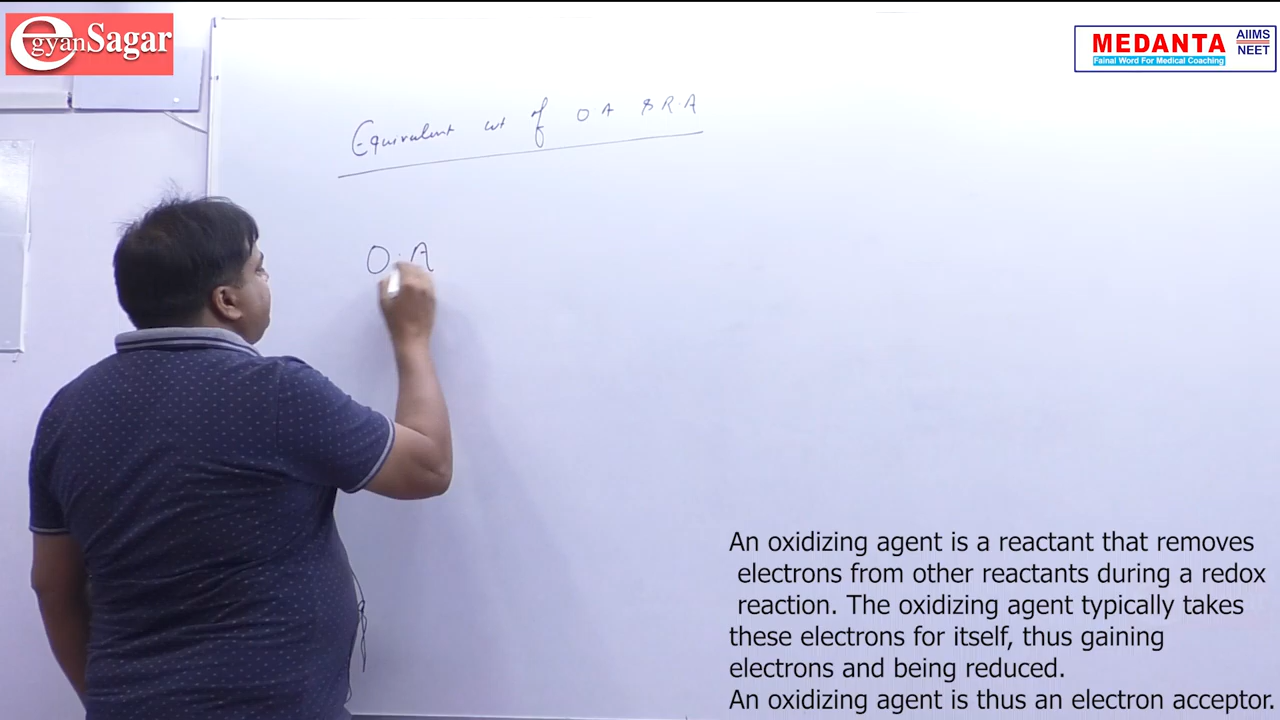 egyanSagar
MEDANTA AIIMS NEET
Fainal Word For Medical Coaching
Equivalent wt of O A & R.A
O.A
An oxidizing agent is a reactant that removes
electrons from other reactants during a redox
reaction. The oxidizing agent typically takes
these electrons for itself, thus gaining
electrons and being reduced.
An oxidizing agent is thus an electron acceptor.